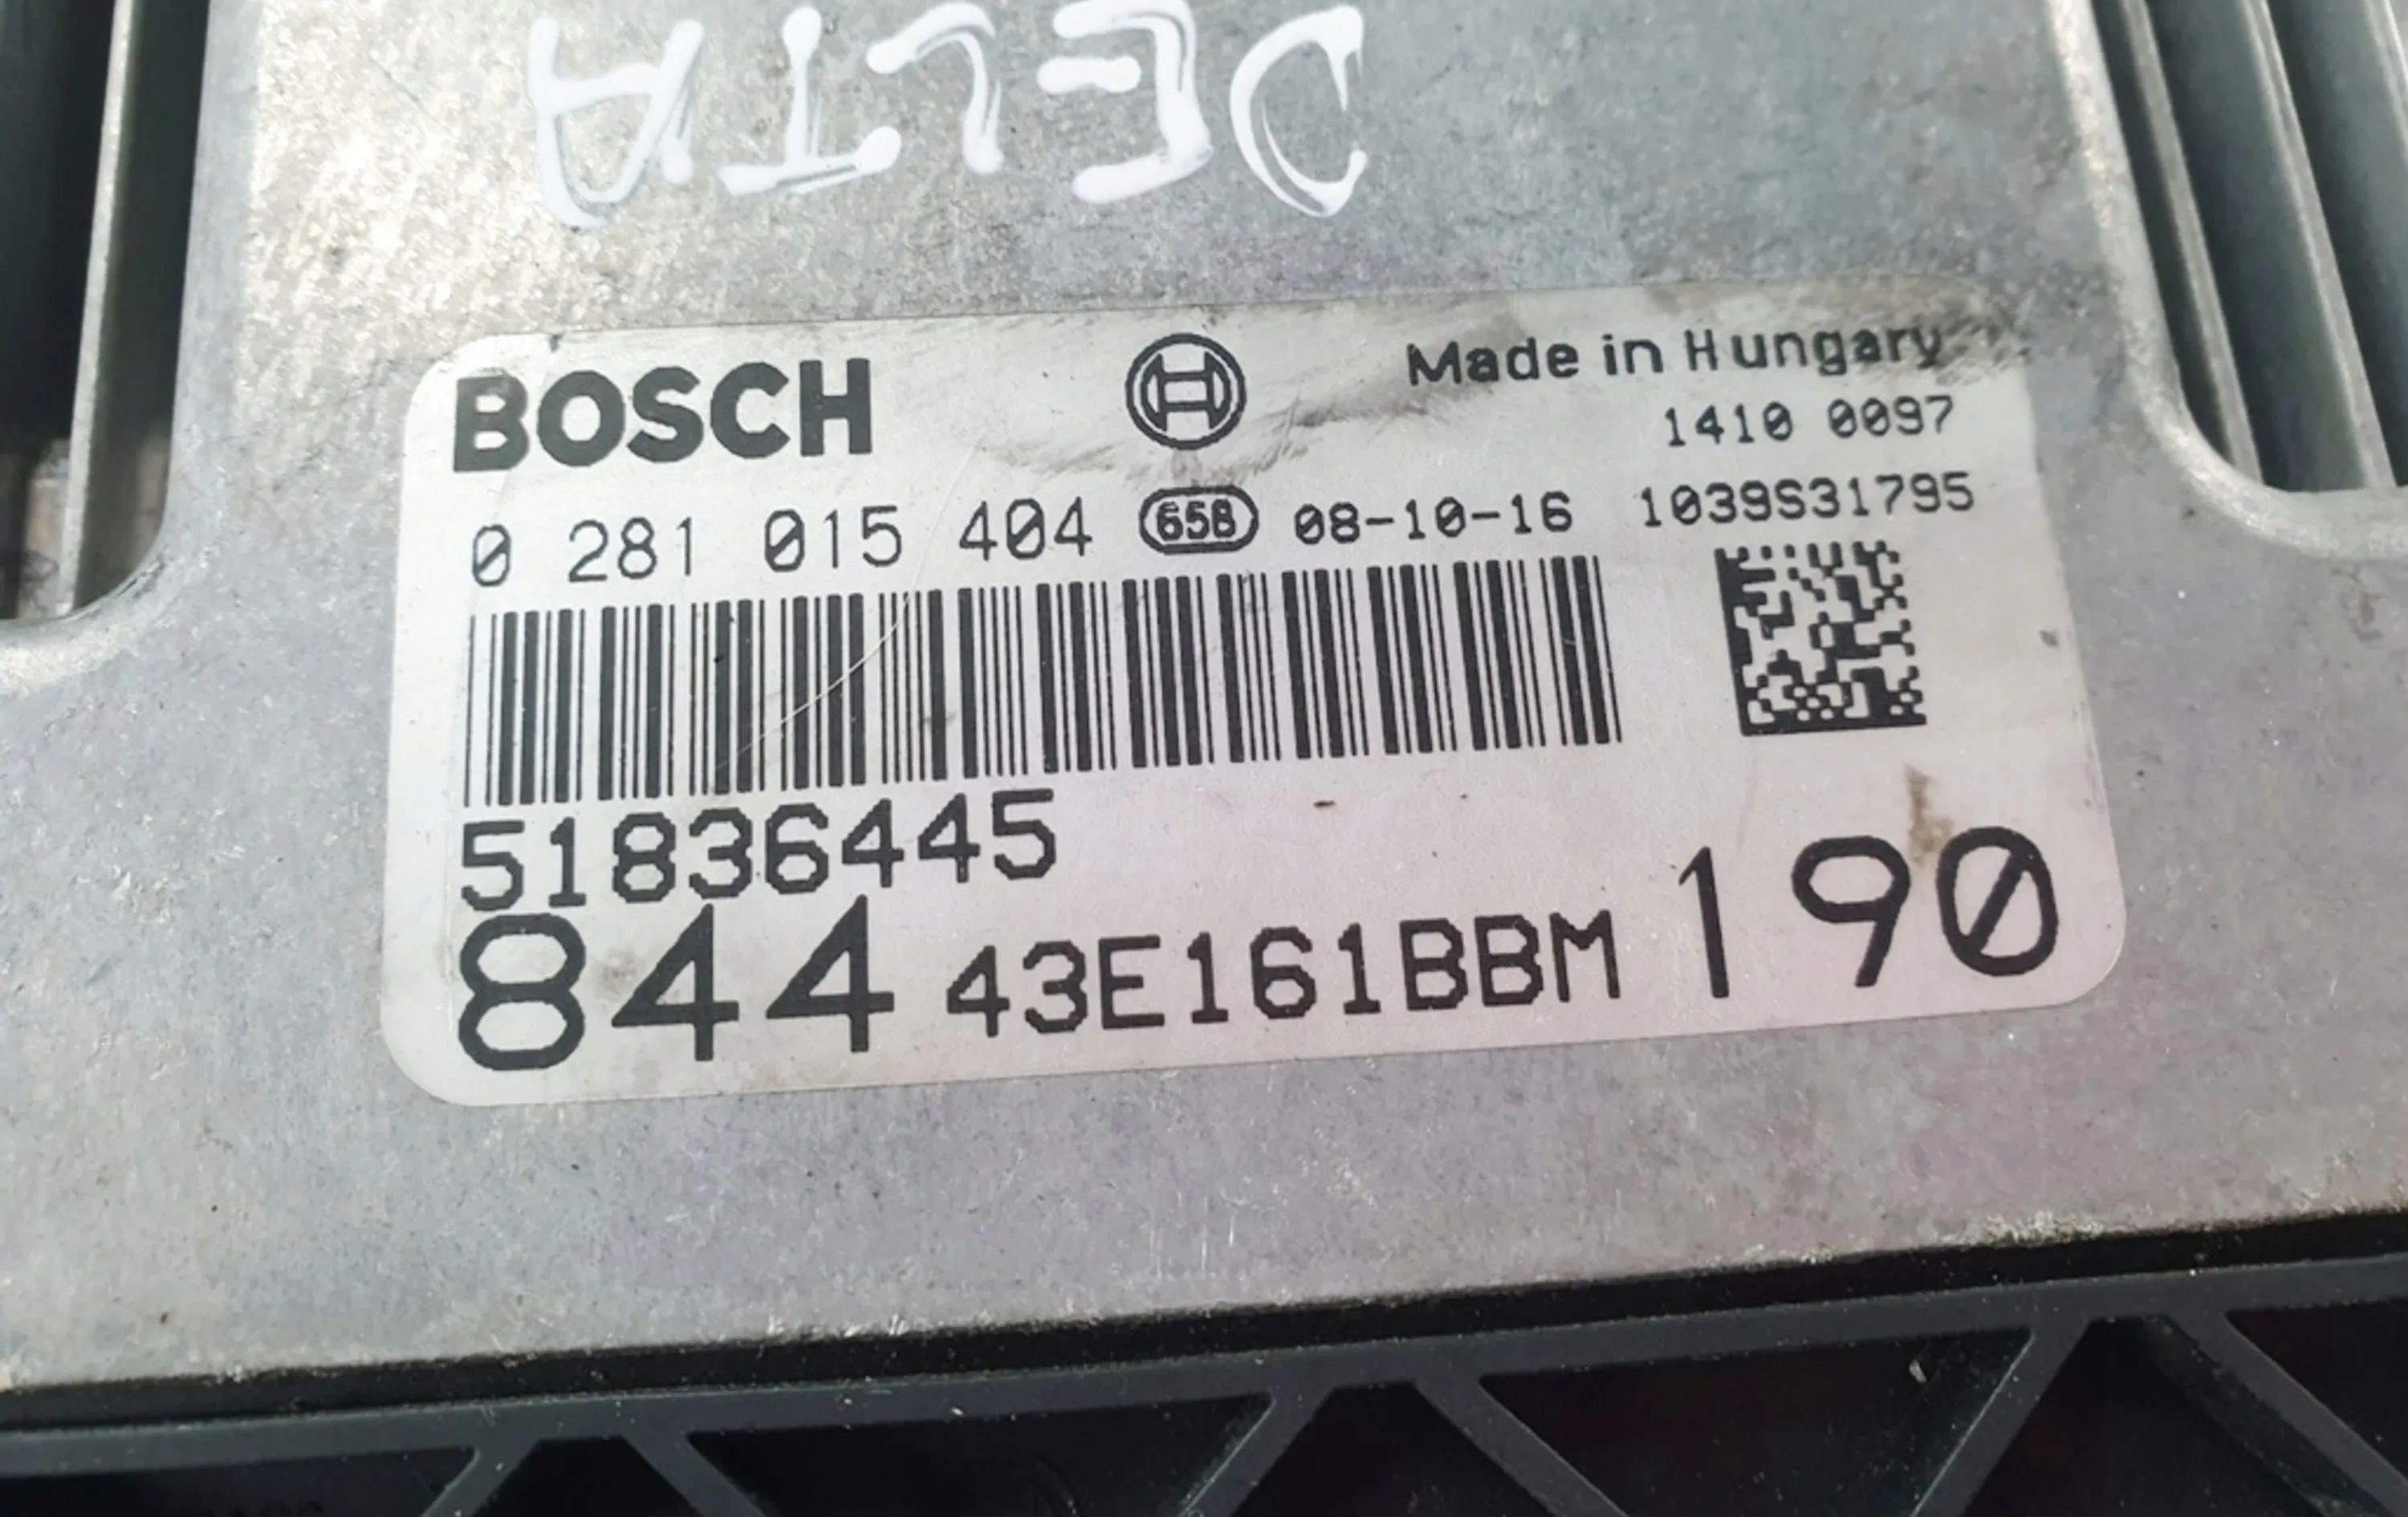 DELTA
BOSCH Made in Hungary
1410 0097
0 281 015 404 658 08-10-16 1039S31795
51836445
844 43E161BBM 190